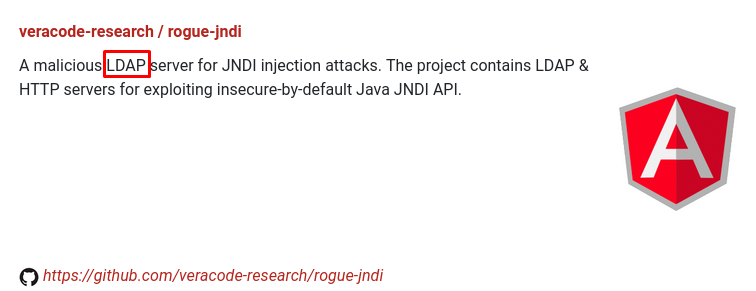 veracode-research / rogue-jndi
A malicious LDAP server for JNDI injection attacks. The project contains LDAP &
HTTP servers for exploiting insecure-by-default Java JNDI API.
A
https://github.com/veracode-research/rogue-jndi